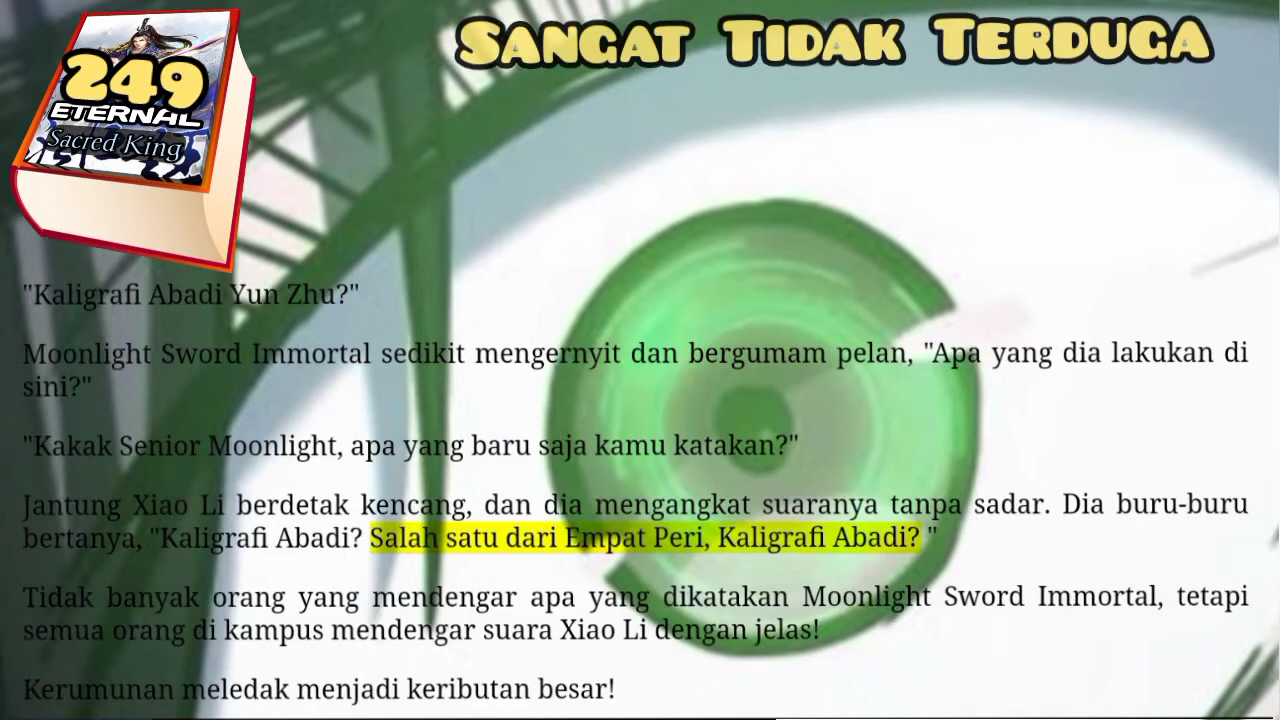 SANGAT TIDAK TERDUGA
249
ETERNAL
Sacred King
"Kaligrafi Abadi Yun Zhu?"
Moonlight Sword Immortal sedikit mengernyit dan bergumam pelan, "Apa yang dia lakukan di
sini?"
"Kakak Senior Moonlight, apa yang baru saja kamu katakan?"
Jantung Xiao Li berdetak kencang, dan dia mengangkat suaranya tanpa sadar. Dia buru-buru
bertanya, "Kaligrafi Abadi? Salah satu dari Empat Peri, Kaligrafi Abadi? "
Tidak banyak orang yang mendengar apa yang dikatakan Moonlight Sword Immortal, tetapi
semua orang di kampus mendengar suara Xiao Li dengan jelas!
Kerumunan meledak menjadi keributan besar!